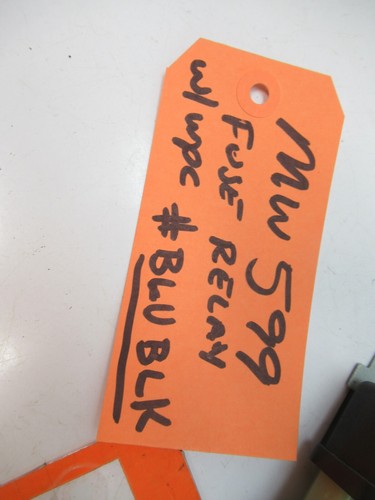 MW 599
FUSE RELAY
w/ wpc #BLU BLK